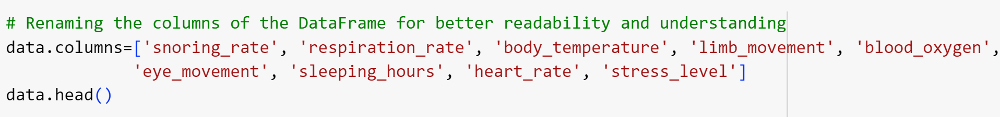 # Renaming the columns of the DataFrame for better readability and understanding
data.columns=['snoring_rate', 'respiration_rate', 'body_temperature', 'limb_movement', 'blood_oxygen',
'eye_movement', 'sleeping_hours', 'heart_rate', 'stress_level']
data.head()